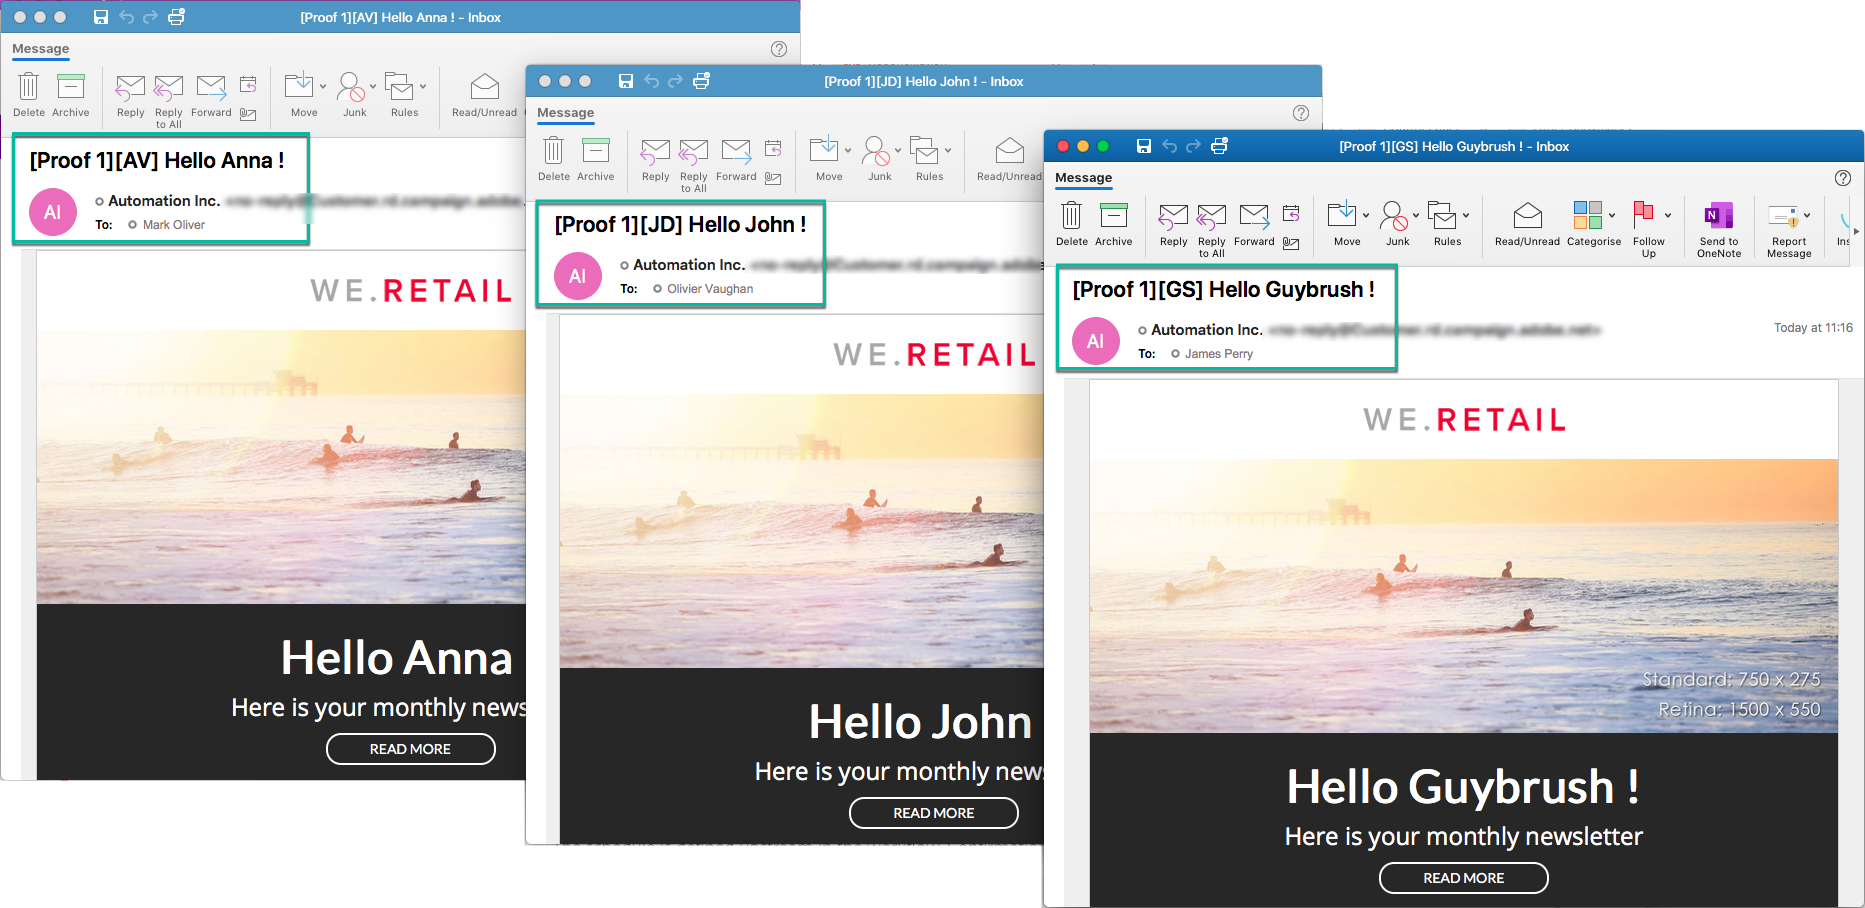 [Proof 1][AV] Hello Anna ! - Inbox
Message
Delete
Archive
Reply
Reply to All
Forward
Move
Junk
Rules
Read/Unread
[Proof 1][AV] Hello Anna !
AI
Automation Inc.
To: Mark Oliver
WE.RETAIL
Hello Anna
Here is your monthly news
READ MORE
[Proof 1][JD] Hello John ! - Inbox
Message
Delete
Archive
Reply
Reply to All
Forward
Move
Junk
Rules
Read/Unread
[Proof 1][JD] Hello John !
AI
Automation Inc.
To: Olivier Vaughan
WE.RETAIL
Hello John
Here is your monthly news
READ MORE
[Proof 1][GS] Hello Guybrush ! - Inbox
Message
Delete
Archive
Reply
Reply to All
Forward
Move
Junk
Rules
Read/Unread
Categorise
Follow Up
Send to OneNote
Report Message
Ins
[Proof 1][GS] Hello Guybrush !
AI
Automation Inc.
Today at 11:16
To: James Perry
WE.RETAIL
Standard: 750 x 275
Retina: 1500 x 550
Hello Guybrush !
Here is your monthly newsletter
READ MORE